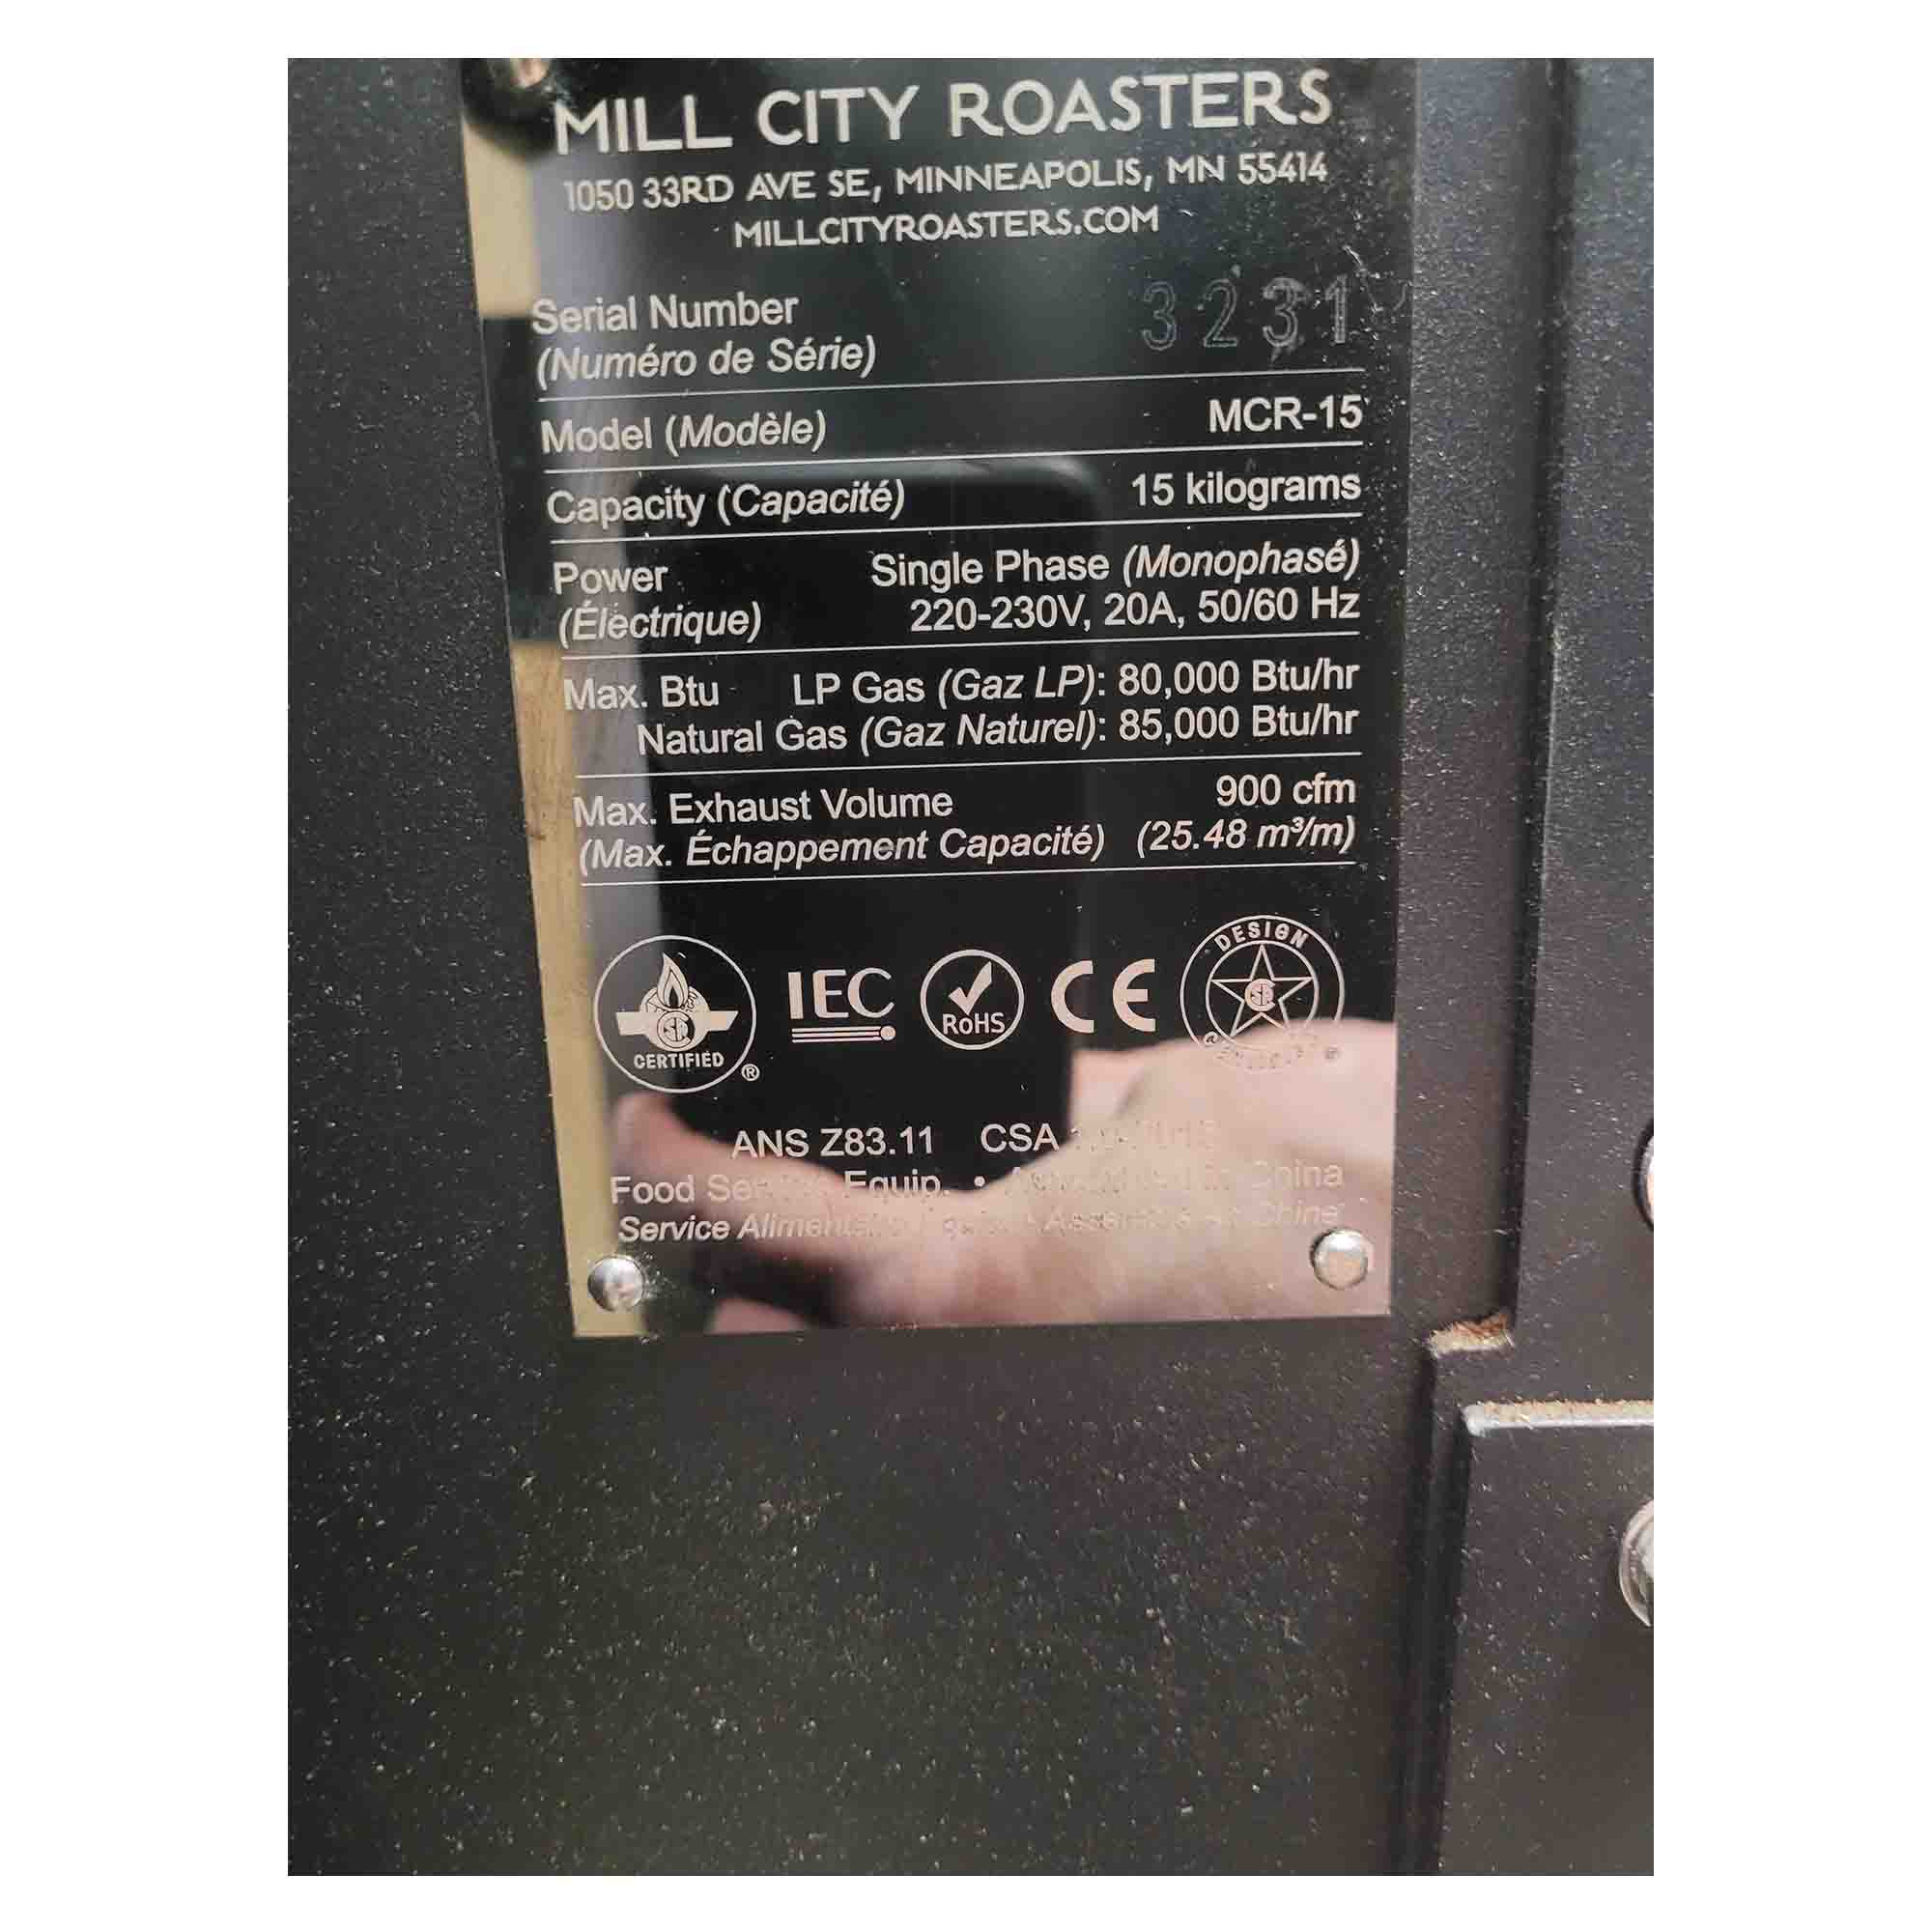 MILL CITY ROASTERS
1050 33RD AVE SE, MINNEAPOLIS, MN 55414
MILLCITYROASTERS.COM
Serial Number 3231
(Numéro de Série)
Model (Modèle) MCR-15
Capacity (Capacité) 15 kilograms
Power Single Phase (Monophasé)
(Électrique) 220-230V, 20A, 50/60 Hz
Max. Btu LP Gas (Gaz LP): 80,000 Btu/hr
Natural Gas (Gaz Naturel): 85,000 Btu/hr
Max. Exhaust Volume 900 cfm
(Max. Échappement Capacité) (25.48 m³/m)
DESIGN
IEC
RoHS
CE
CERTIFIED ®
ANS Z83.11 CSA
Food Service Equip. • China
Service Chine